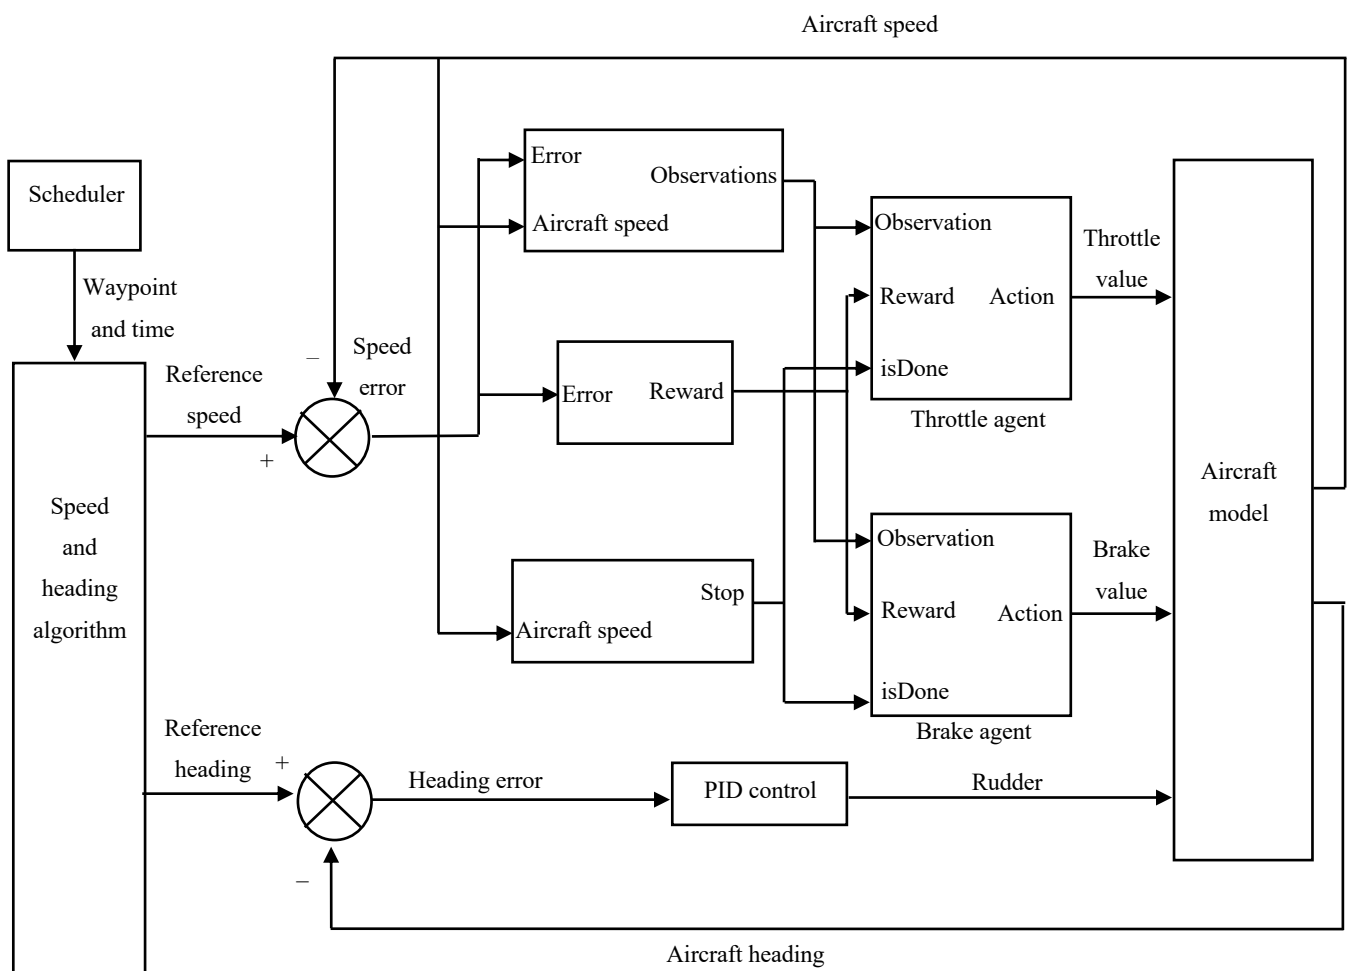 Aircraft speed
Scheduler
Waypoint
and time
Error
Observations
Aircraft speed
Observation
Reward
Action
isDone
Throttle agent
Throttle
value
–
Speed
error
Reference
speed
+
Error
Reward
Speed
and
heading
algorithm
Aircraft
model
Stop
Aircraft speed
Observation
Reward
Action
isDone
Brake agent
Brake
value
Reference
heading
+
Heading error
PID control
Rudder
–
Aircraft heading